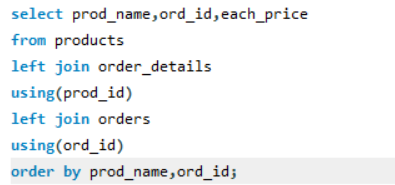 select prod_name,ord_id,each_price
from products
left join order_details
using(prod_id)
left join orders
using(ord_id)
order by prod_name,ord_id;